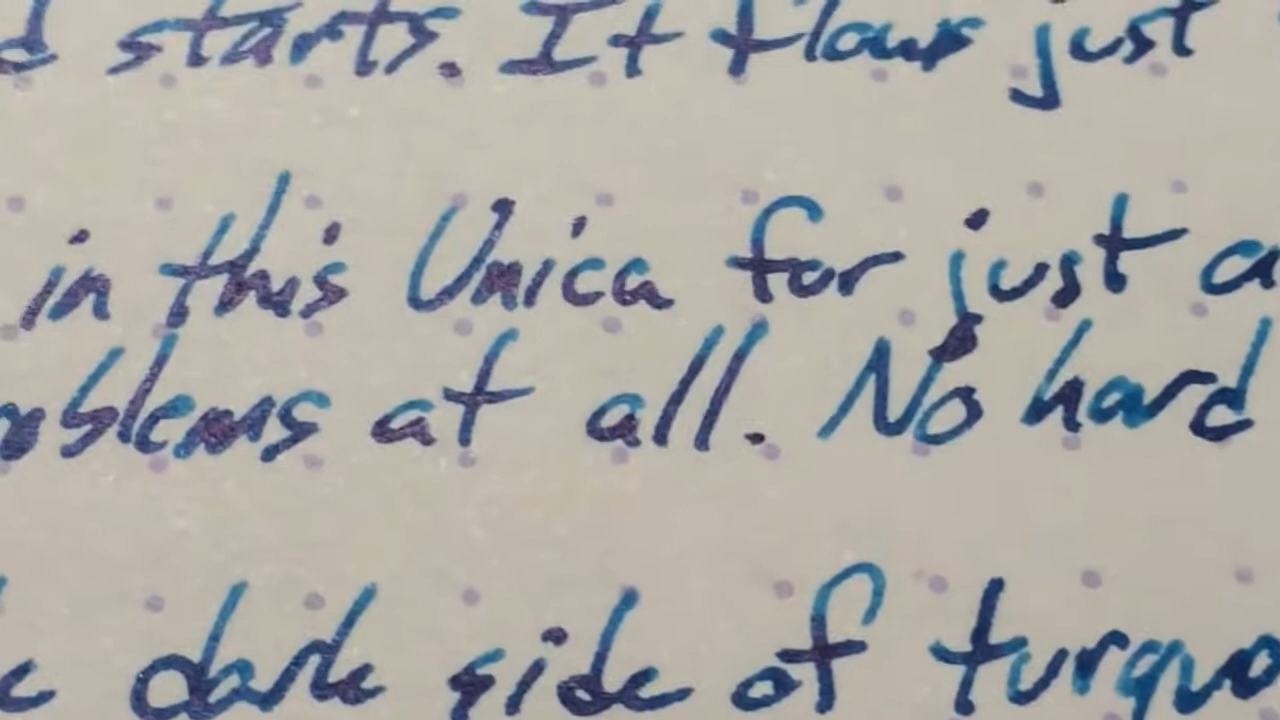 starts. It flows just
in this Unica for just a
at all. No hard
dark side of